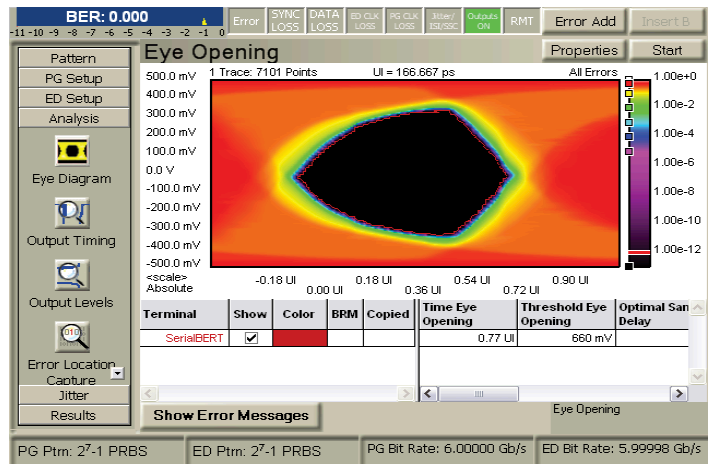 BER: 0.000
-11 -10 -9 -8 -7 -6 -5 -4 -3 -2 -1 0
Error
SYNC LOSS
DATA LOSS
ED CLK LOSS
PG CLK LOSS
Jitter/ ISI/SSC
Outputs ON
RMT
Error Add
Insert B
Eye Opening
Properties
Start
Pattern
PG Setup
ED Setup
Analysis
Eye Diagram
Output Timing
Output Levels
010
Error Location
Capture
Jitter
Results
1 Trace: 7101 Points
UI = 166.667 ps
All Errors
500.0 mV
400.0 mV
300.0 mV
200.0 mV
100.0 mV
0.0 V
-100.0 mV
-200.0 mV
-300.0 mV
-400.0 mV
-500.0 mV
1.00e+0
1.00e-2
1.00e-4
1.00e-6
1.00e-8
1.00e-10
1.00e-12
<scale>
Absolute
-0.18 UI
0.00 UI
0.18 UI
0.36 UI
0.54 UI
0.72 UI
0.90 UI
Terminal
Show
Color
BRM
Copied
Time Eye
Opening
Threshold Eye
Opening
Optimal San
Delay
SerialBERT
0.77 UI
660 mV
Show Error Messages
Eye Opening
PG Ptrn: 2^7-1 PRBS
ED Ptrn: 2^7-1 PRBS
PG Bit Rate: 6.00000 Gb/s
ED Bit Rate: 5.99998 Gb/s